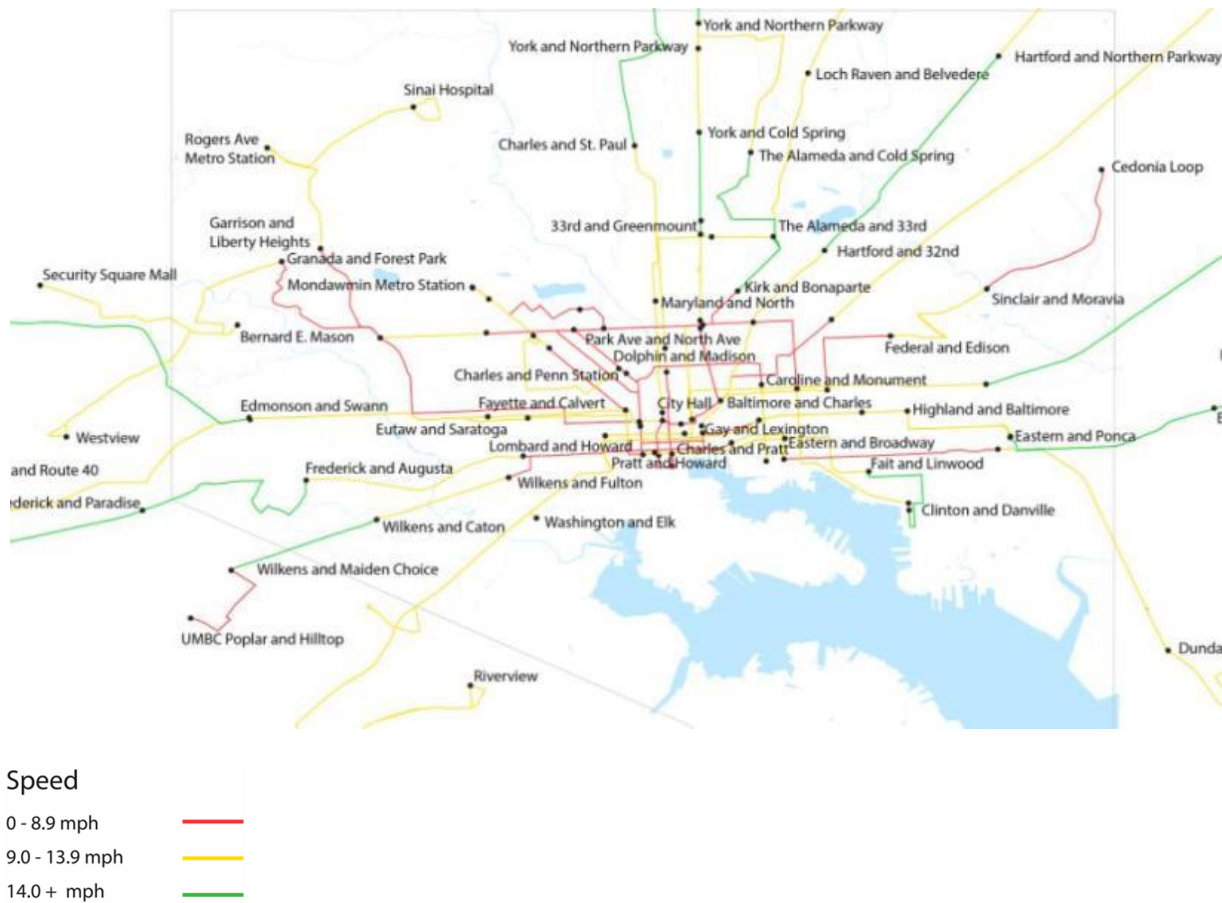 York and Northern Parkway
York and Northern Parkway
Hartford and Northern Parkway
Loch Raven and Belvedere
Sinai Hospital
York and Cold Spring
Rogers Ave
Metro Station
Charles and St. Paul
The Alameda and Cold Spring
Cedonia Loop
Garrison and
Liberty Heights
33rd and Greenmount
The Alameda and 33rd
Hartford and 32nd
Granada and Forest Park
Security Square Mall
Mondawmin Metro Station
Kirk and Bonaparte
Maryland and North
Sinclair and Moravia
Bernard E. Mason
Park Ave and North Ave
Federal and Edison
Dolphin and Madison
Charles and Penn Station
Caroline and Monument
Edmonson and Swann
Fayette and Calvert
City Hall
Baltimore and Charles
Highland and Baltimore
Eutaw and Saratoga
Gay and Lexington
Westview
Lombard and Howard
Charles and Pratt
Eastern and Broadway
Eastern and Ponca
Pratt and Howard
and Route 40
Frederick and Augusta
Fait and Linwood
Wilkens and Fulton
derick and Paradise
Clinton and Danville
Wilkens and Caton
Washington and Elk
Wilkens and Maiden Choice
UMBC Poplar and Hilltop
Dunda
Riverview
Speed
0 - 8.9 mph
9.0 - 13.9 mph
14.0 + mph